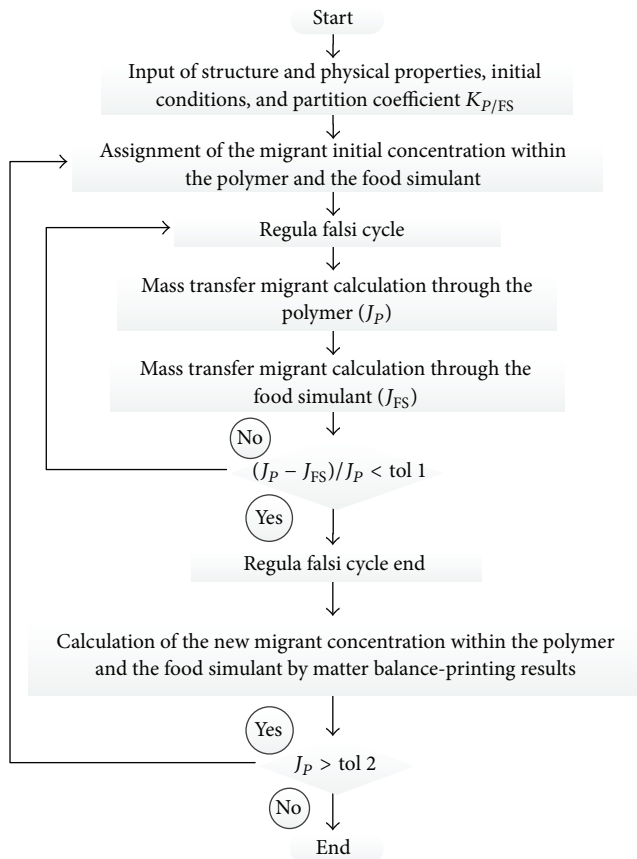 Start
Input of structure and physical properties, initial
conditions, and partition coefficient K_{P/FS}
Assignment of the migrant initial concentration within
the polymer and the food simulant
Regula falsi cycle
Mass transfer migrant calculation through the
polymer (J_P)
Mass transfer migrant calculation through the
food simulant (J_{FS})
No
(J_P − J_{FS})/J_P < tol 1
Yes
Regula falsi cycle end
Calculation of the new migrant concentration within the polymer
and the food simulant by matter balance-printing results
Yes
J_P > tol 2
No
End